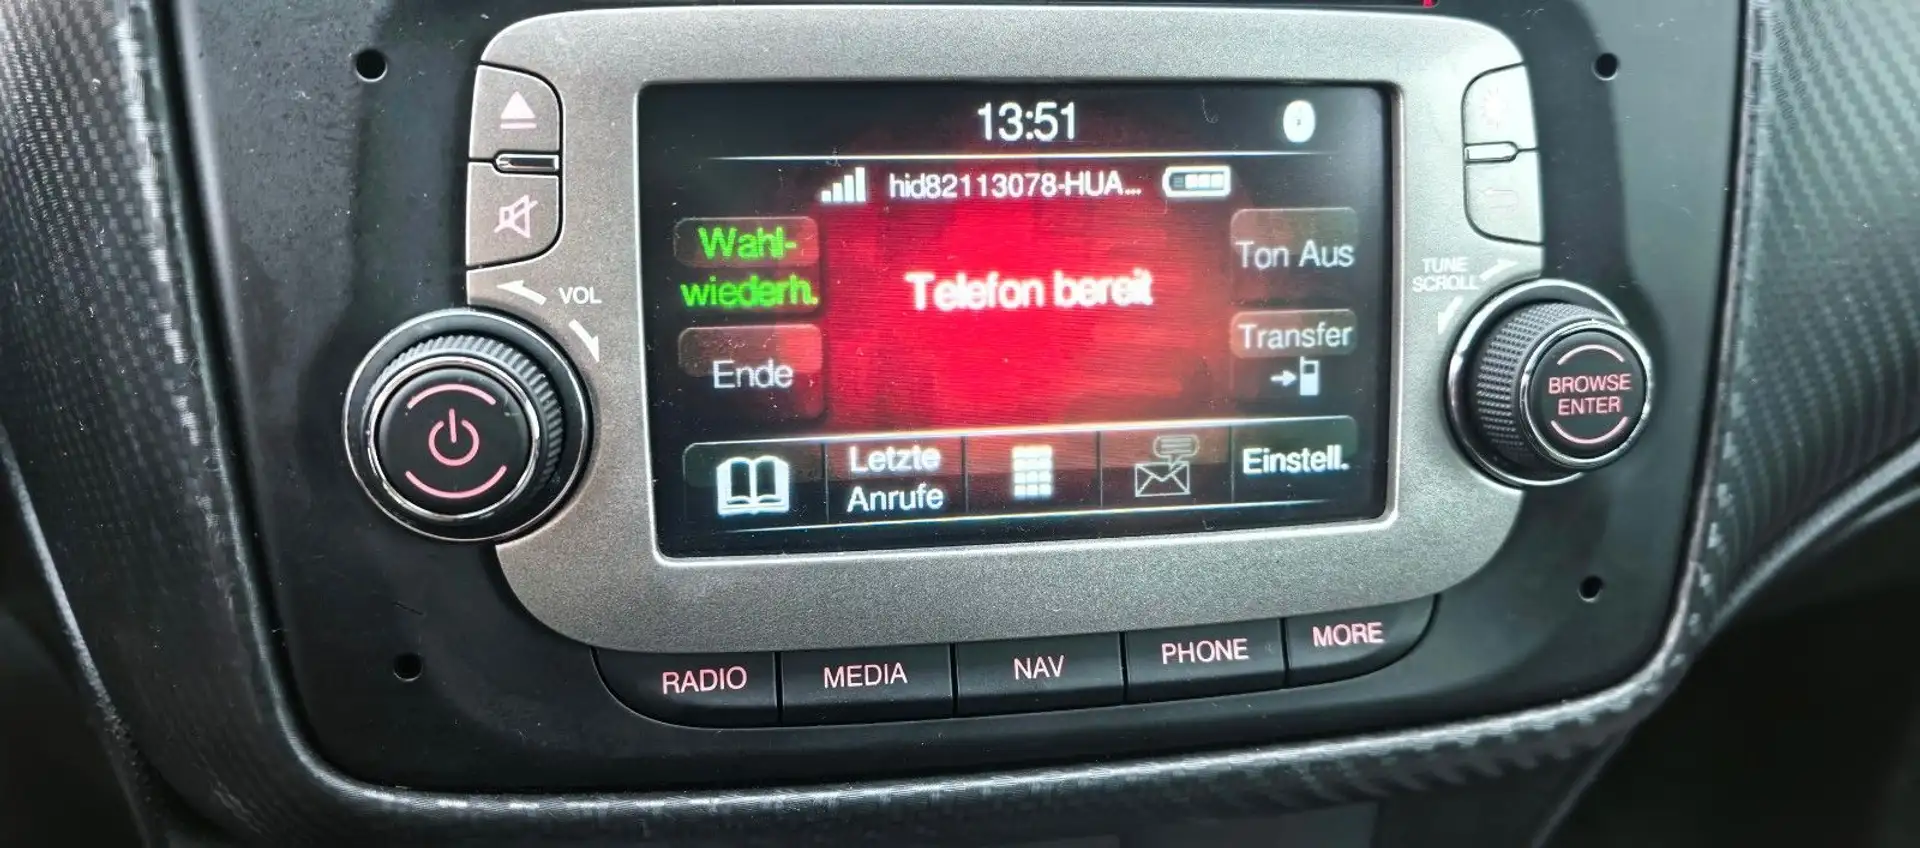 13:51
hid82113078-HUA...
Wahl-
wiederh.
Telefon bereit
Ton Aus
Ende
Transfer
Letzte
Anrufe
Einstell.
VOL
TUNE
SCROLL
BROWSE
ENTER
RADIO
MEDIA
NAV
PHONE
MORE